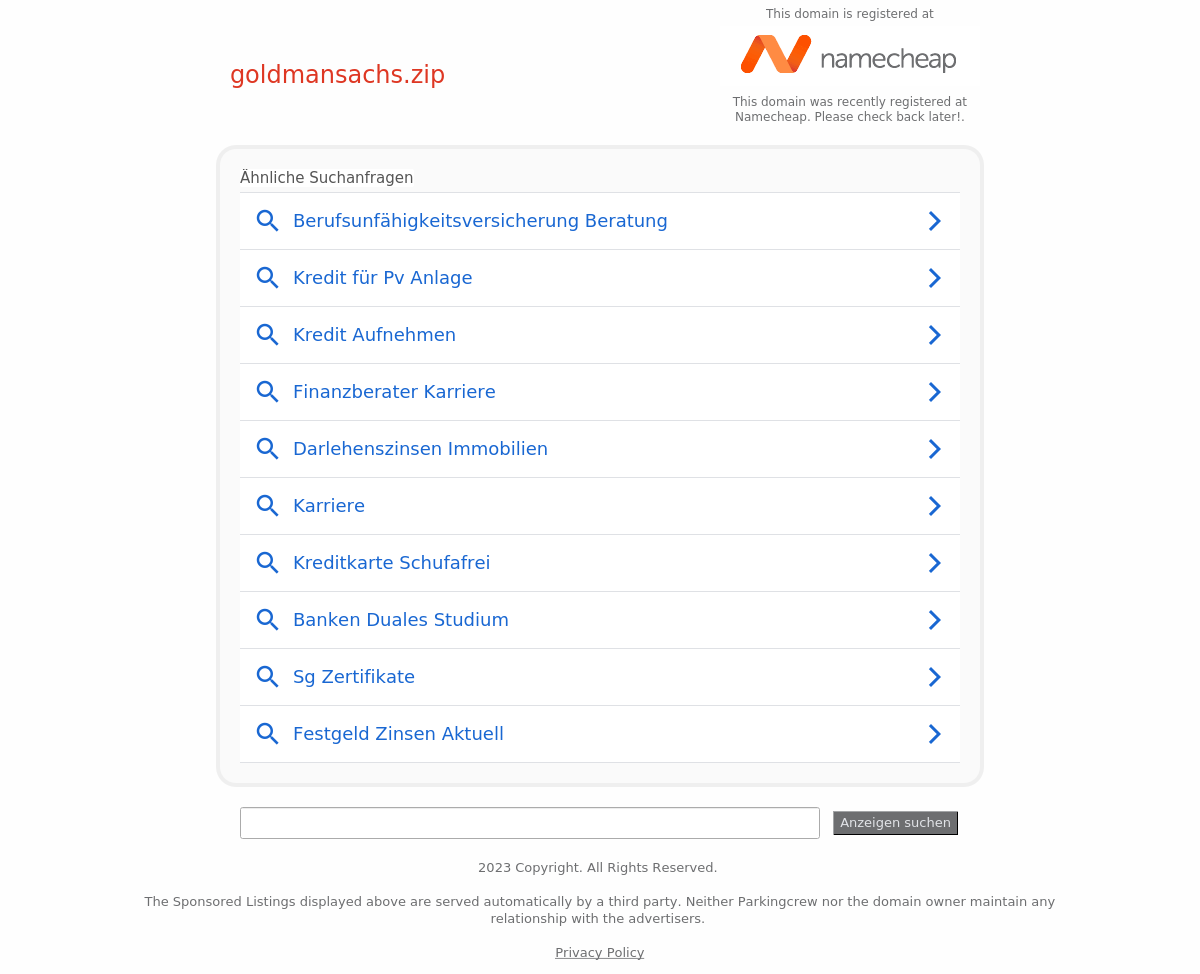 This domain is registered at
namecheap
goldmansachs.zip
This domain was recently registered at
Namecheap. Please check back later!.
Ähnliche Suchanfragen
Berufsunfähigkeitsversicherung Beratung
Kredit für Pv Anlage
Kredit Aufnehmen
Finanzberater Karriere
Darlehenszinsen Immobilien
Karriere
Kreditkarte Schufafrei
Banken Duales Studium
Sg Zertifikate
Festgeld Zinsen Aktuell
Anzeigen suchen
2023 Copyright. All Rights Reserved.
The Sponsored Listings displayed above are served automatically by a third party. Neither Parkingcrew nor the domain owner maintain any
relationship with the advertisers.
Privacy Policy